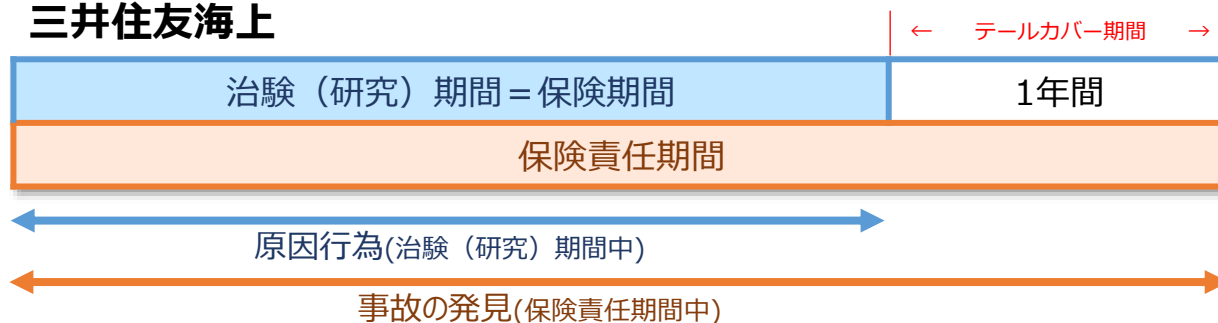 三井住友海上
← テールカバー期間 →
治験（研究）期間＝保険期間
1年間
保険責任期間
原因行為(治験（研究）期間中)
事故の発見(保険責任期間中)